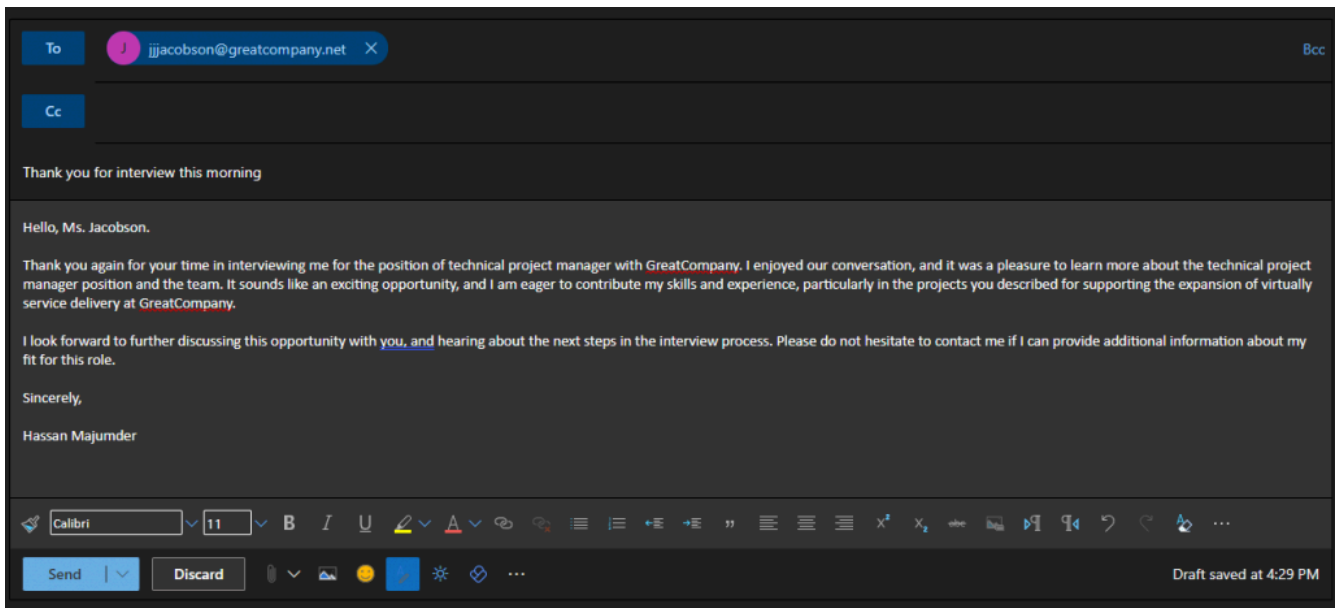 To
J
jjjacobson@greatcompany.net
Bcc
Cc
Thank you for interview this morning
Hello, Ms. Jacobson.
Thank you again for your time in interviewing me for the position of technical project manager with GreatCompany. I enjoyed our conversation, and it was a pleasure to learn more about the technical project
manager position and the team. It sounds like an exciting opportunity, and I am eager to contribute my skills and experience, particularly in the projects you described for supporting the expansion of virtually
service delivery at GreatCompany.
I look forward to further discussing this opportunity with you, and hearing about the next steps in the interview process. Please do not hesitate to contact me if I can provide additional information about my
fit for this role.
Sincerely,
Hassan Majumder
Calibri 11 B I U A abc
Send Discard
Draft saved at 4:29 PM